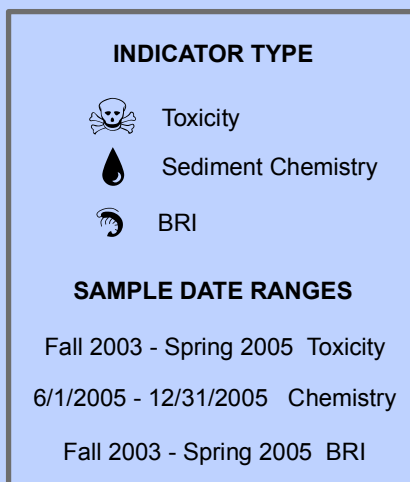 INDICATOR TYPE
Toxicity
Sediment Chemistry
BRI
SAMPLE DATE RANGES
Fall 2003 - Spring 2005 Toxicity
6/1/2005 - 12/31/2005 Chemistry
Fall 2003 - Spring 2005 BRI